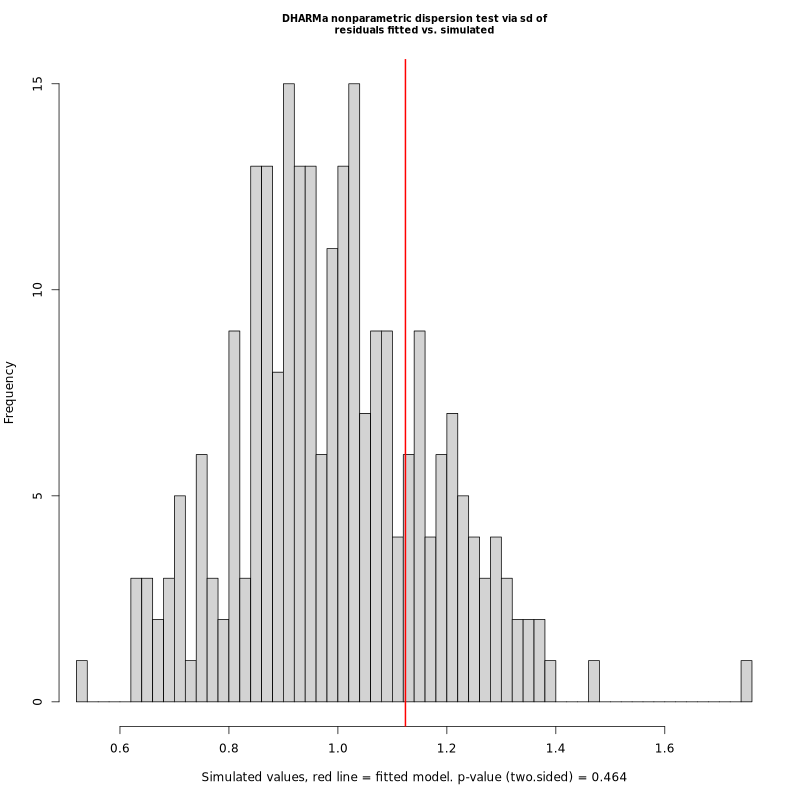 DHARMa nonparametric dispersion test via sd of
residuals fitted vs. simulated
15
10
5
0
Frequency
0.6 0.8 1.0 1.2 1.4 1.6
Simulated values, red line = fitted model. p-value (two.sided) = 0.464